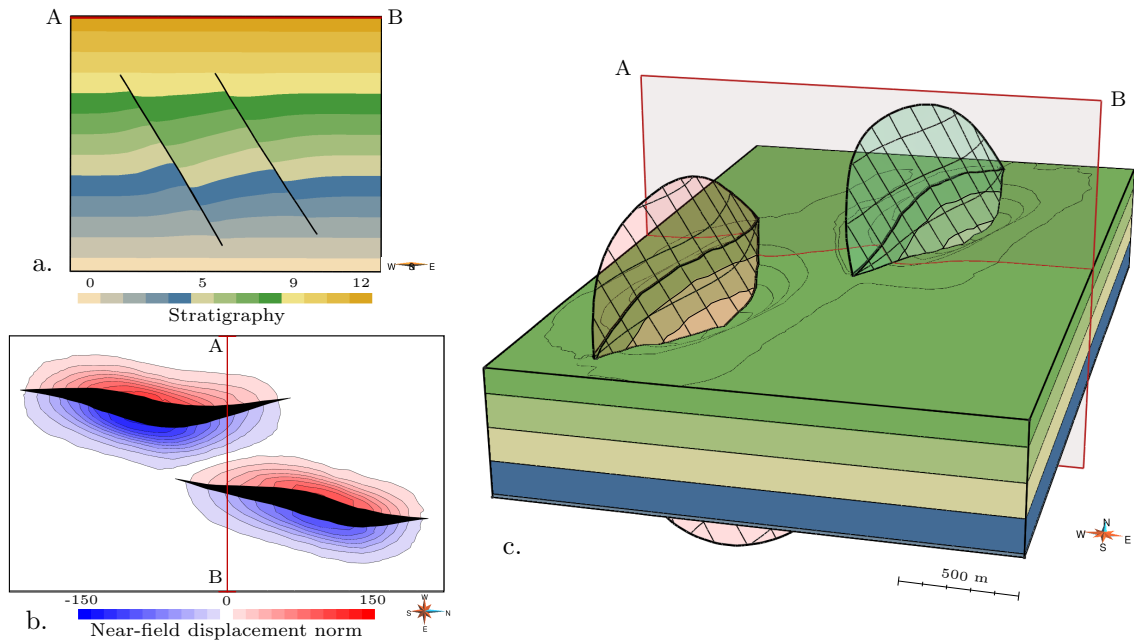 A B
a.
W S E
0 5 9 12
Stratigraphy
A
B
-150 0 150
b.
Near-field displacement norm
W
S N
E
A
B
c.
N
W E
S
500 m